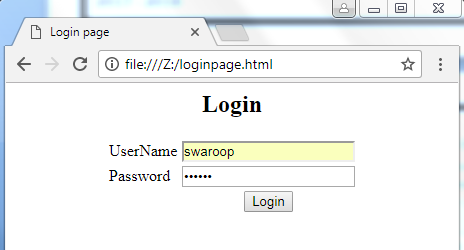 Login page
file:///Z:/loginpage.html
Login
UserName swaroop
Password ••••••
Login